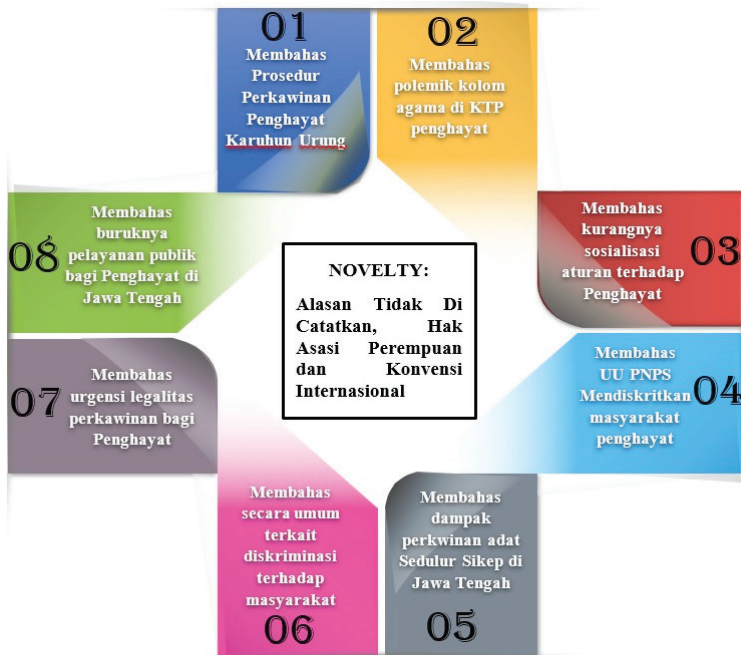 01
Membahas
Prosedur
Perkawinan
Penghayat
Karuhun Urung
02
Membahas
polemik kolom
agama di KTP
penghayat
Membahas
kurangnya
sosialisasi
aturan terhadap
Penghayat
03
Membahas
UU PNPS
Mendiskritkan
masyarakat
penghayat
04
Membahas
dampak
perkwinan adat
Sedulur Sikep di
Jawa Tengah
05
Membahas
secara umum
terkait
diskriminasi
terhadap
masyarakat
06
07
Membahas
urgensi legalitas
perkawinan bagi
Penghayat
08
Membahas
buruknya
pelayanan publik
bagi Penghayat di
Jawa Tengah
NOVELTY:
Alasan Tidak Di
Catatkan, Hak
Asasi Perempuan
dan Konvensi
Internasional